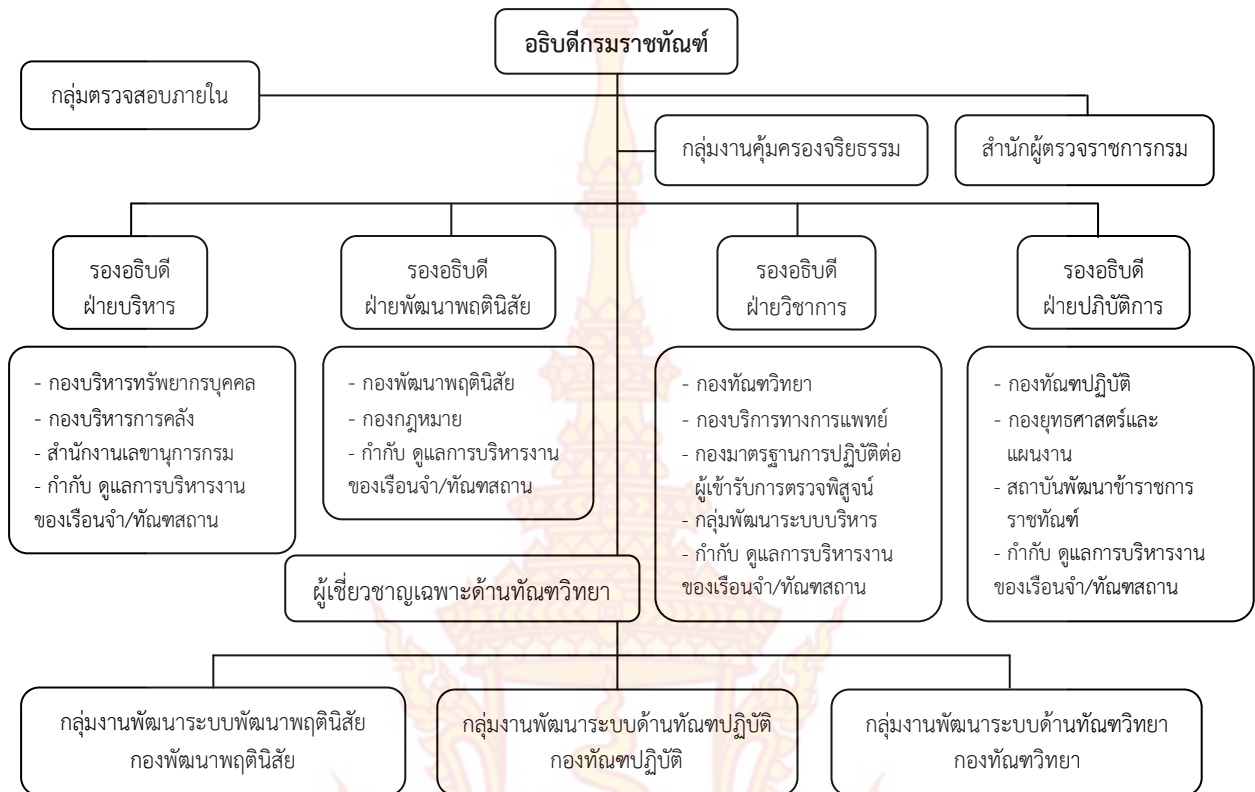 อธิบดีกรมราชทัณฑ์
กลุ่มตรวจสอบภายใน
กลุ่มงานคุ้มครองจริยธรรม
สำนักผู้ตรวจราชการกรม
รองอธิบดี
ฝ่ายบริหาร
รองอธิบดี
ฝ่ายพัฒนาพฤตินิสัย
รองอธิบดี
ฝ่ายวิชาการ
รองอธิบดี
ฝ่ายปฏิบัติการ
- กองบริหารทรัพยากรบุคคล
- กองบริหารการคลัง
- สำนักงานเลขานุการกรม
- กำกับ ดูแลการบริหารงาน
ของเรือนจำ/ทัณฑสถาน
- กองพัฒนาพฤตินิสัย
- กองกฎหมาย
- กำกับ ดูแลการบริหารงาน
ของเรือนจำ/ทัณฑสถาน
- กองทัณฑวิทยา
- กองบริการทางการแพทย์
- กองมาตรฐานการปฏิบัติต่อ
ผู้เข้ารับการตรวจพิสูจน์
- กลุ่มพัฒนาระบบบริหาร
- กำกับ ดูแลการบริหารงาน
ของเรือนจำ/ทัณฑสถาน
- กองทัณฑปฏิบัติ
- กองยุทธศาสตร์และ
แผนงาน
- สถาบันพัฒนาข้าราชการ
ราชทัณฑ์
- กำกับ ดูแลการบริหารงาน
ของเรือนจำ/ทัณฑสถาน
ผู้เชี่ยวชาญเฉพาะด้านทัณฑวิทยา
กลุ่มงานพัฒนาระบบพัฒนาพฤตินิสัย
กองพัฒนาพฤตินิสัย
กลุ่มงานพัฒนาระบบด้านทัณฑปฏิบัติ
กองทัณฑปฏิบัติ
กลุ่มงานพัฒนาระบบด้านทัณฑวิทยา
กองทัณฑวิทยา